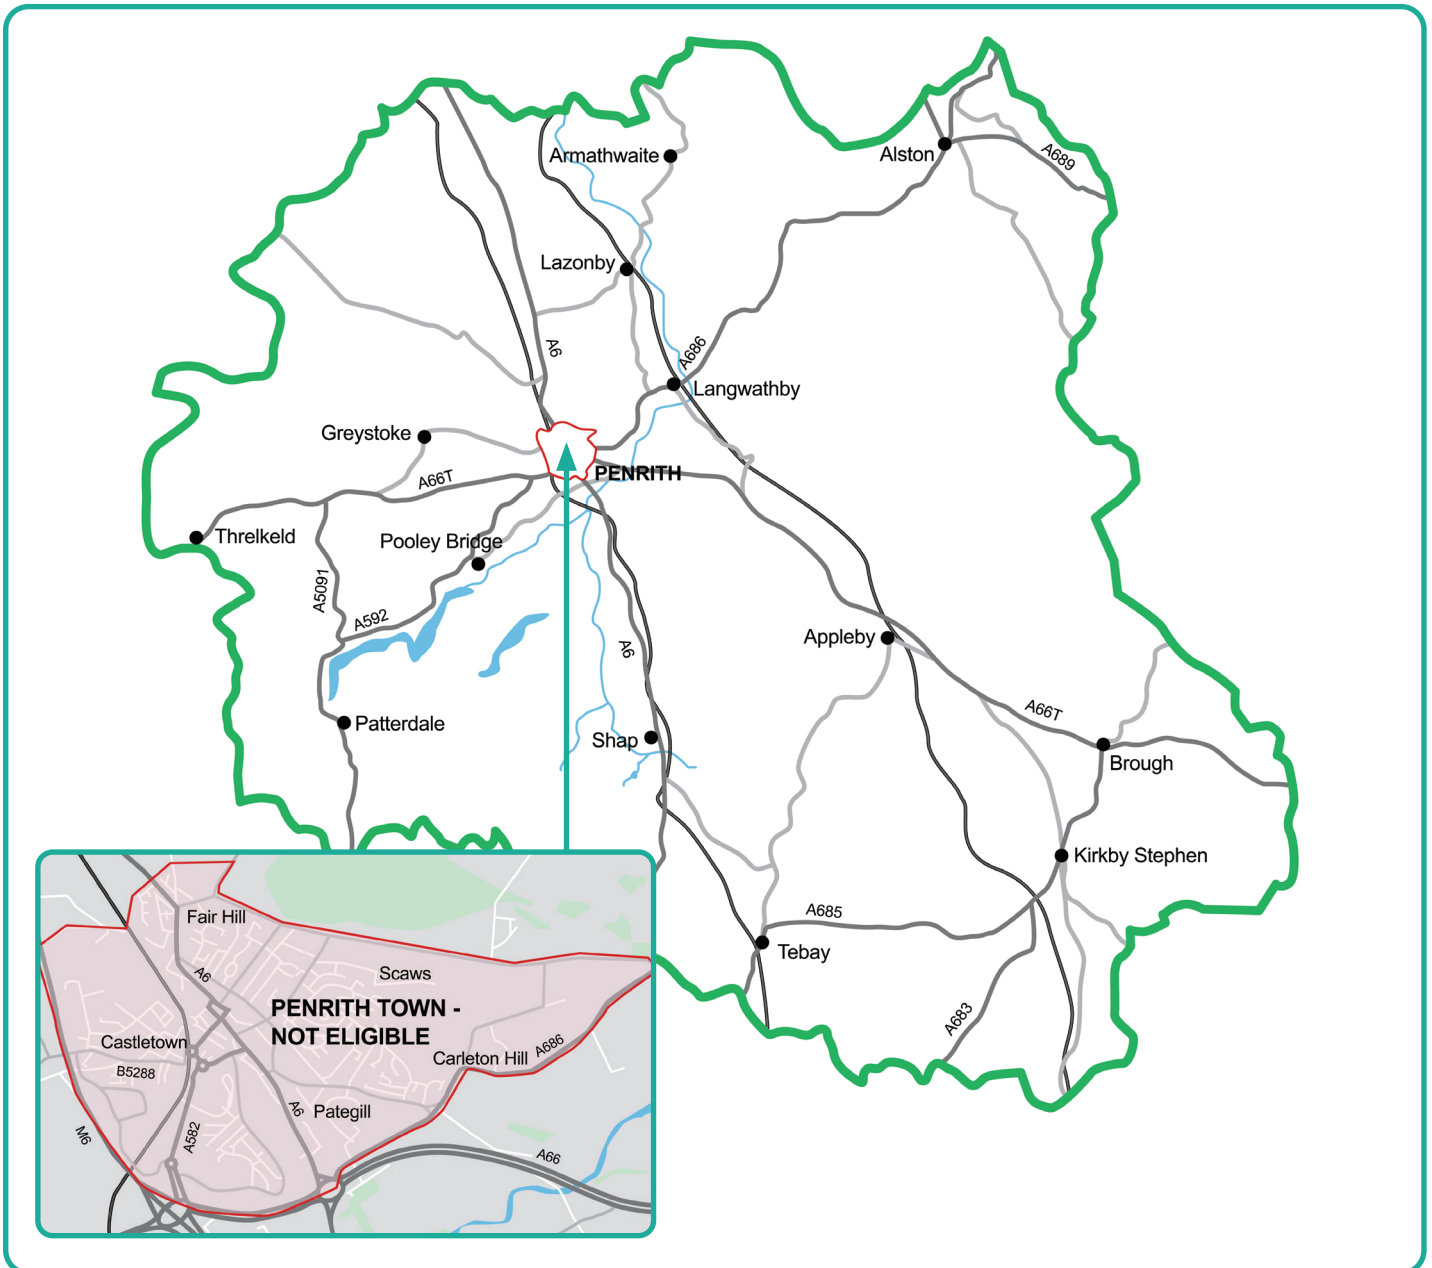 Armathwaite
Alston
A689
Lazonby
A6
A686
Langwathby
Greystoke
A66T
PENRITH
Threlkeld
Pooley Bridge
A5091
A592
A6
Appleby
Patterdale
Shap
A66T
Brough
Kirkby Stephen
A685
Tebay
A683
Fair Hill
A6
Scaws
PENRITH TOWN -
NOT ELIGIBLE
Castletown
Carleton Hill
A686
B5288
A6
Pategill
M6
A582
A66